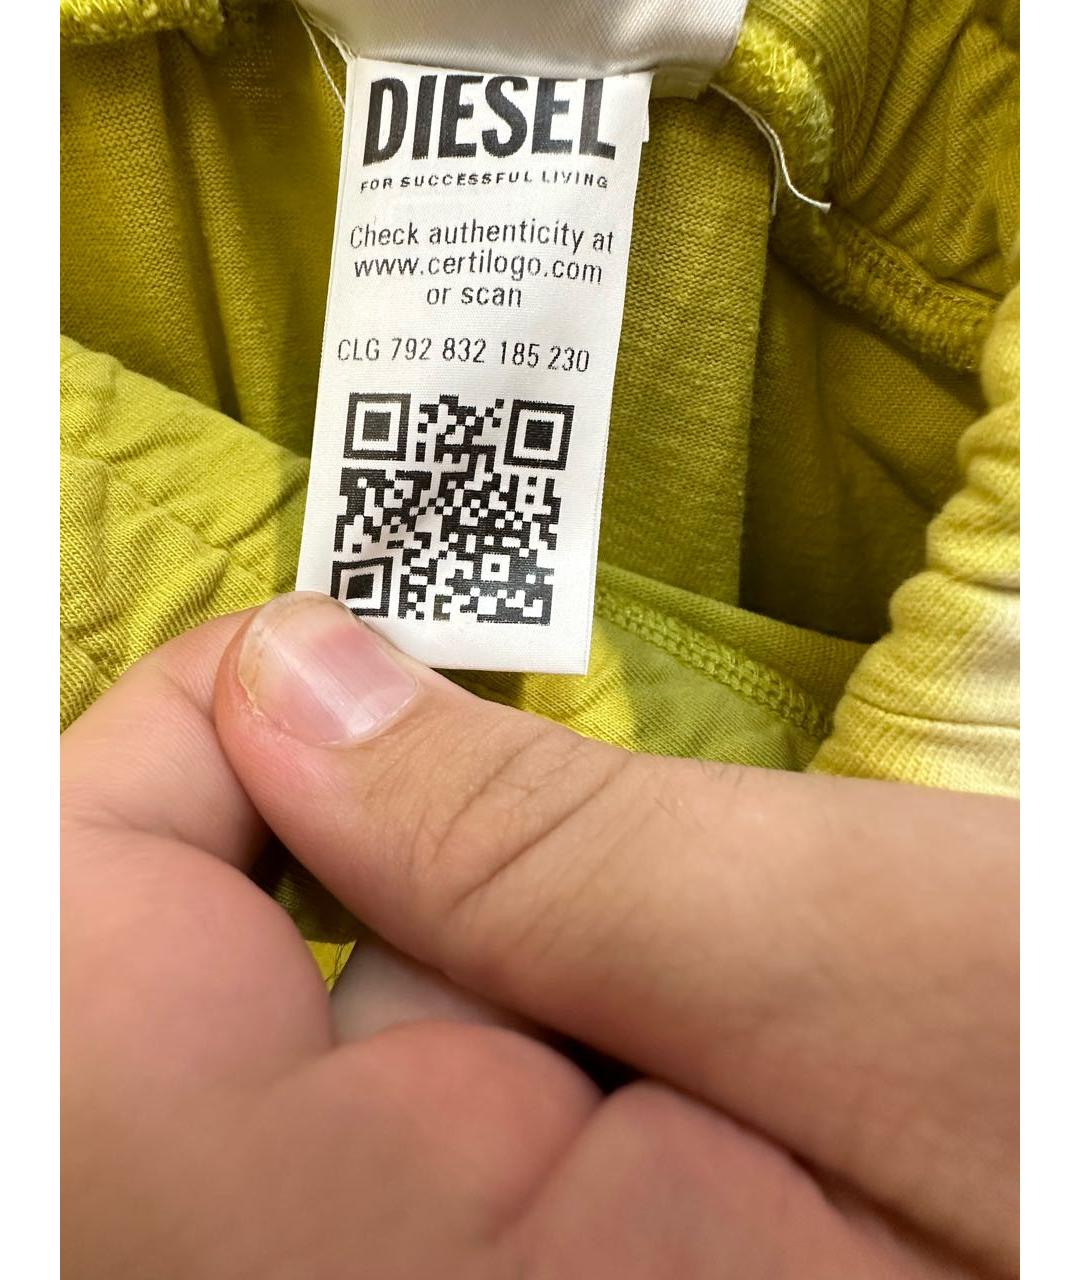 DIESEL
FOR SUCCESSFUL LIVING
Check authenticity at
www.certilogo.com
or scan
CLG 792 832 185 230